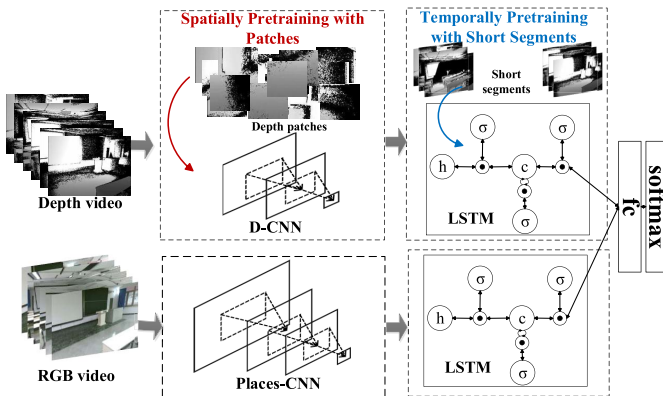 Spatially Pretraining with
Patches
Temporally Pretraining
with Short Segments
Short
segments
Depth patches
Depth video
D-CNN
σ
σ
h
c
σ
LSTM
fc
softmax
RGB video
Places-CNN
σ
σ
h
c
σ
LSTM